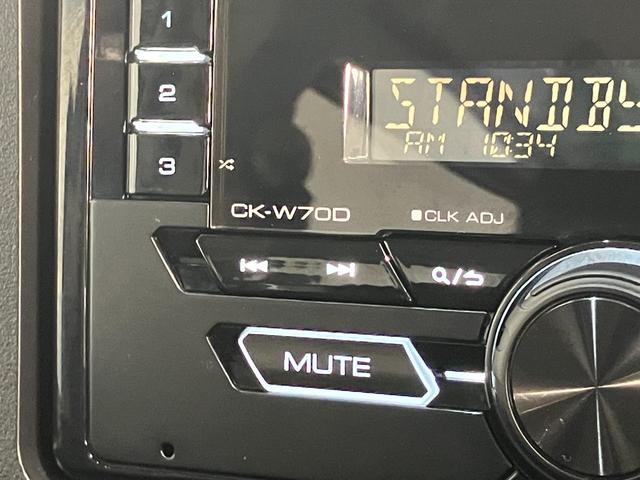 1
2
3
STANDBY
AM 10:34
CK-W70D
CLK ADJ
MUTE